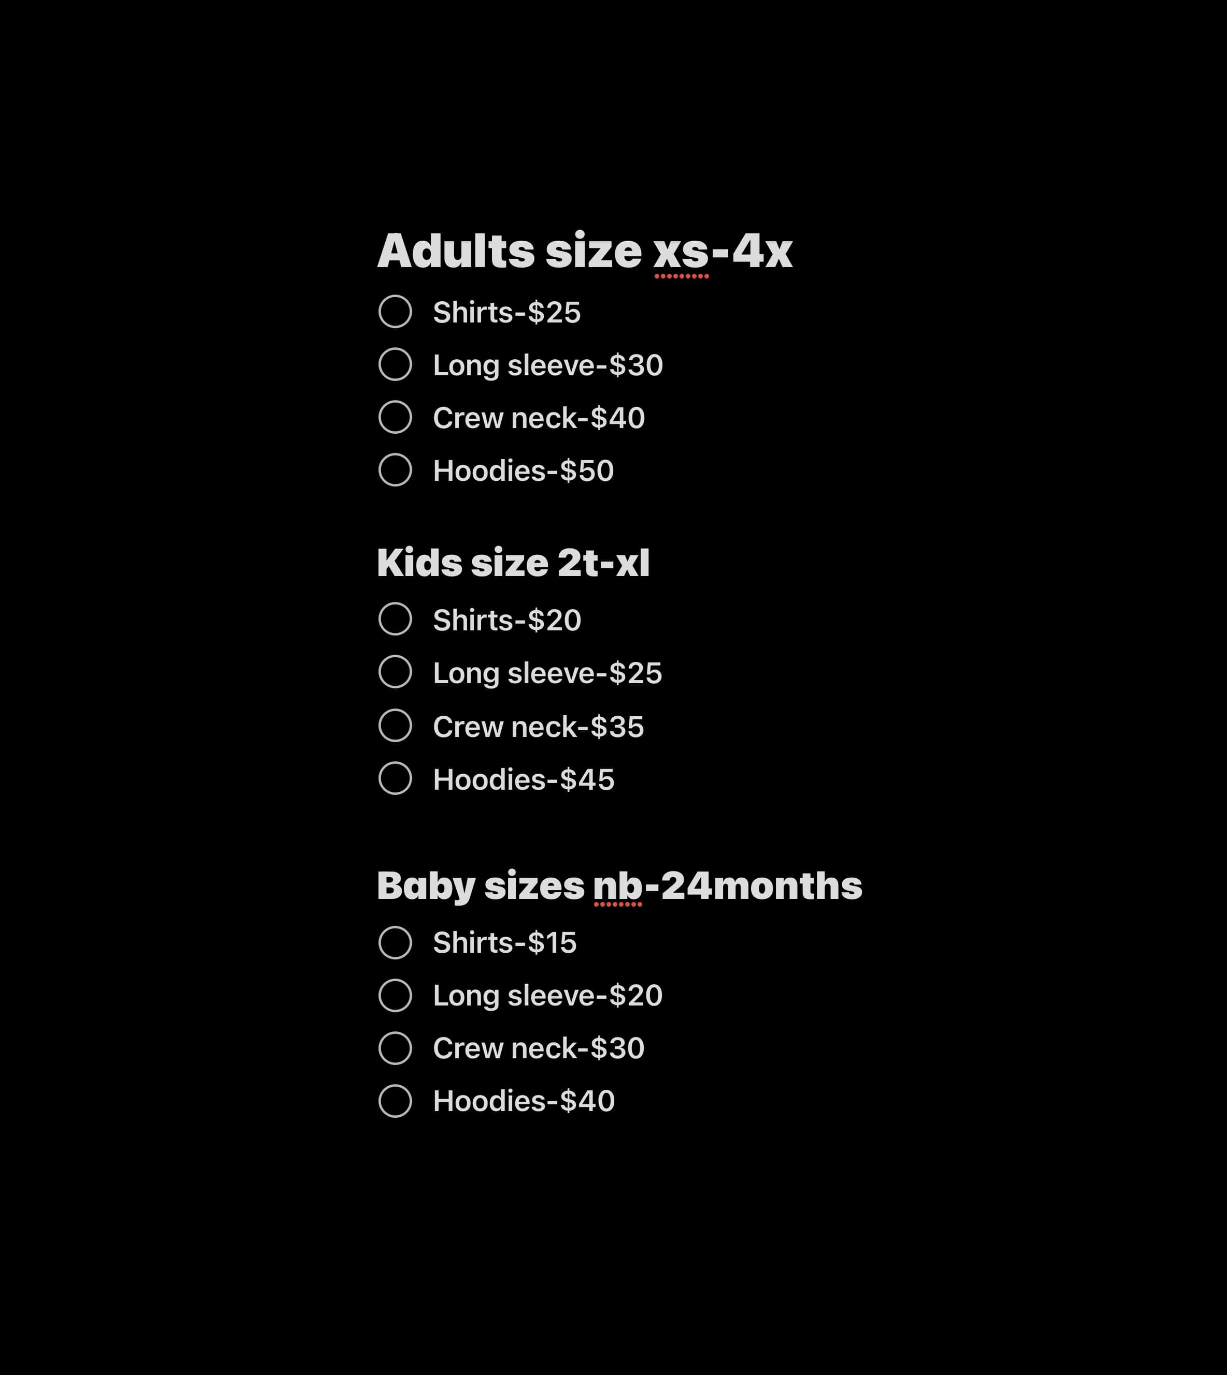 Adults size xs-4x
Shirts-$25
Long sleeve-$30
Crew neck-$40
Hoodies-$50
Kids size 2t-xl
Shirts-$20
Long sleeve-$25
Crew neck-$35
Hoodies-$45
Baby sizes nb-24months
Shirts-$15
Long sleeve-$20
Crew neck-$30
Hoodies-$40